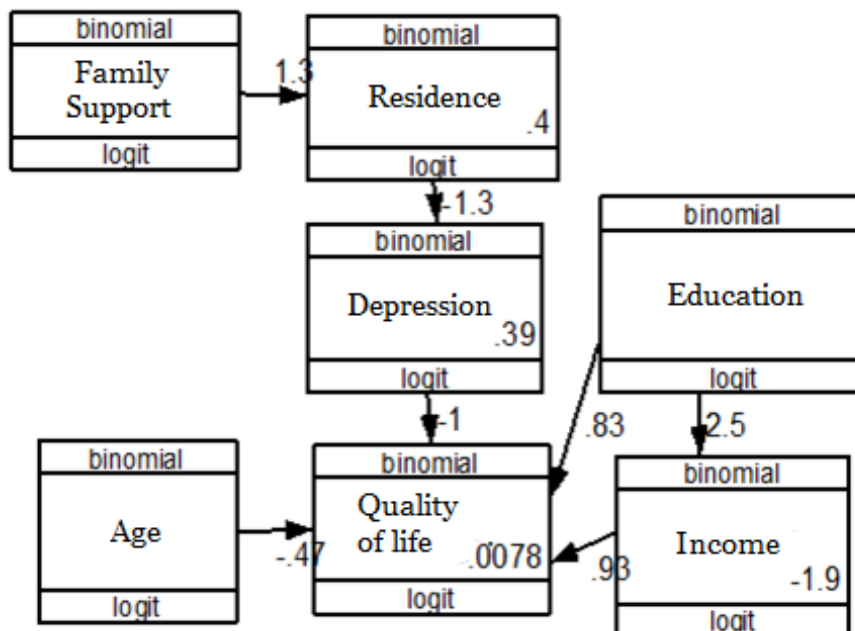 binomial
Family
Support
logit
1.3
binomial
Residence
.4
logit
-1.3
binomial
Depression
.39
logit
-1
binomial
Education
logit
.83
2.5
binomial
Age
logit
-.47
binomial
Quality
of life
.0078
logit
.93
binomial
Income
-1.9
logit